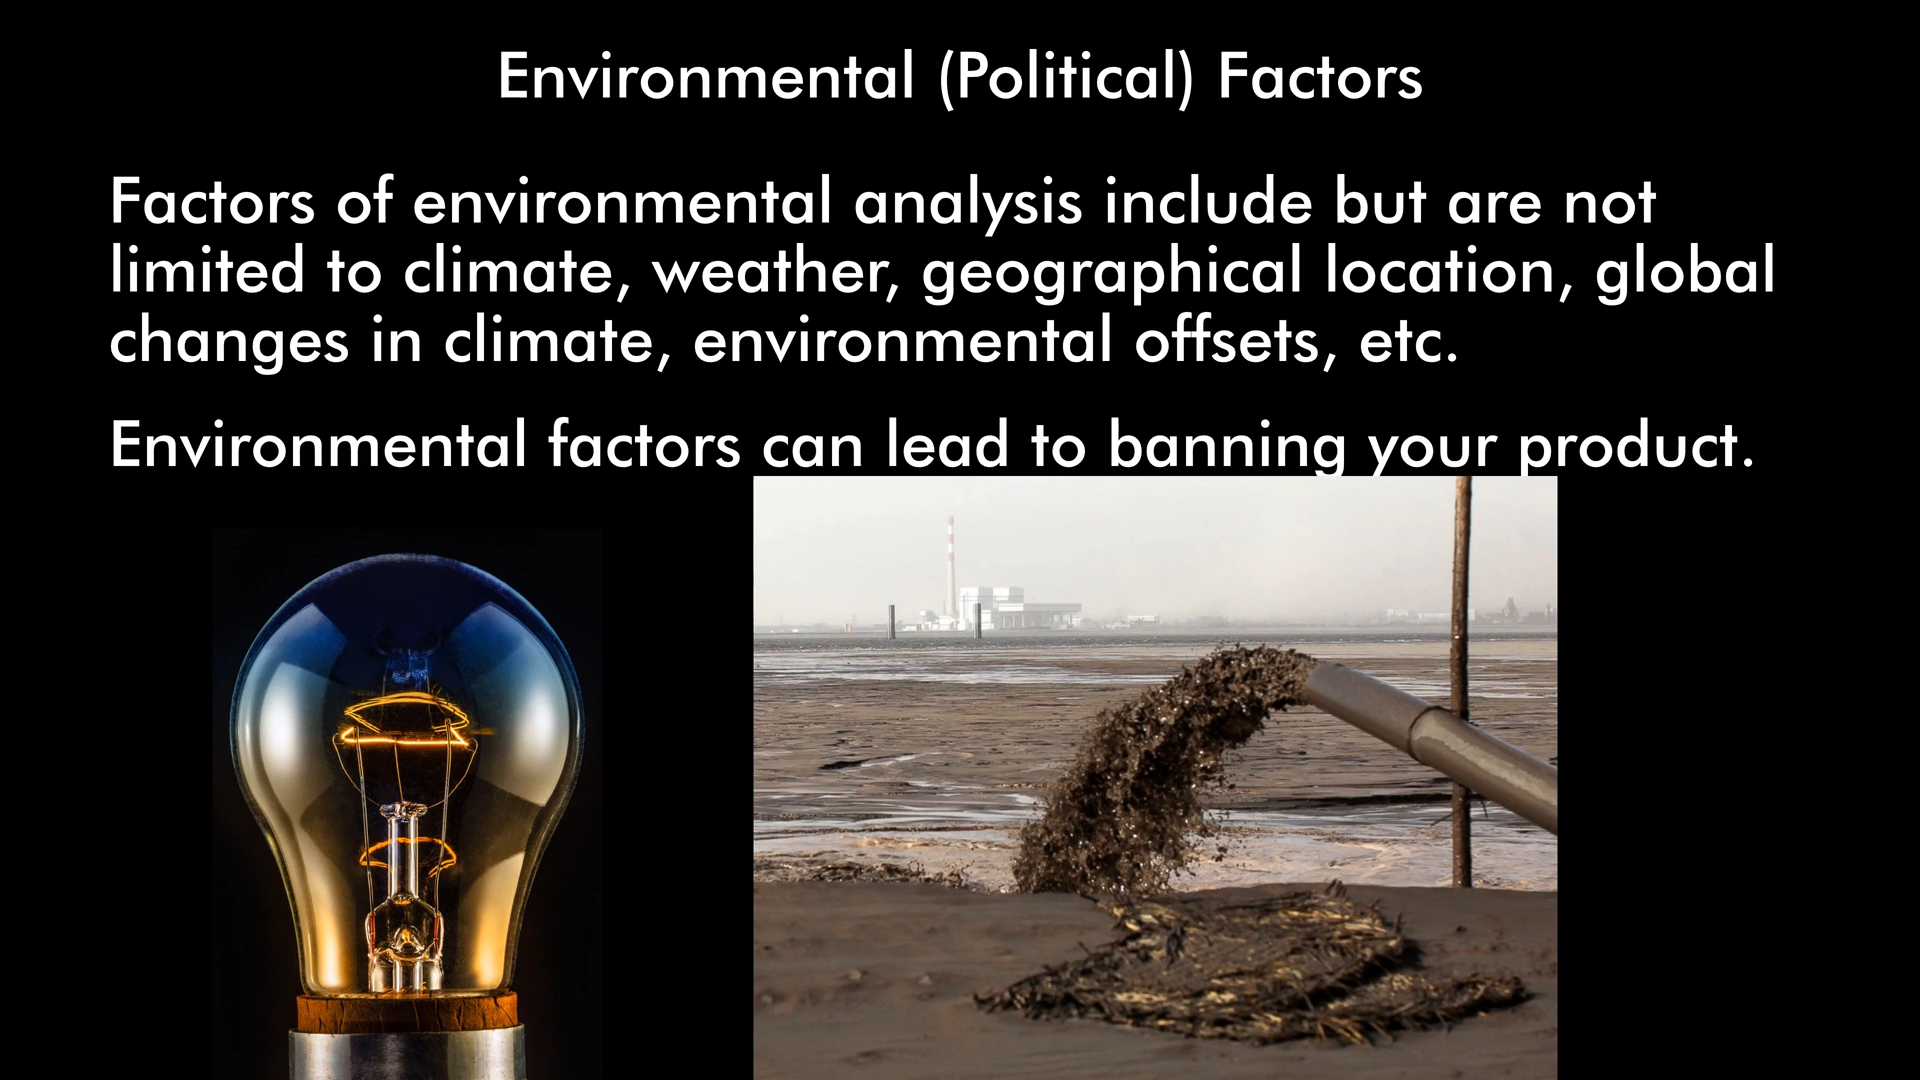 Environmental (Political) Factors
Factors of environmental analysis include but are not
limited to climate, weather, geographical location, global
changes in climate, environmental offsets, etc.
Environmental factors can lead to banning your product.